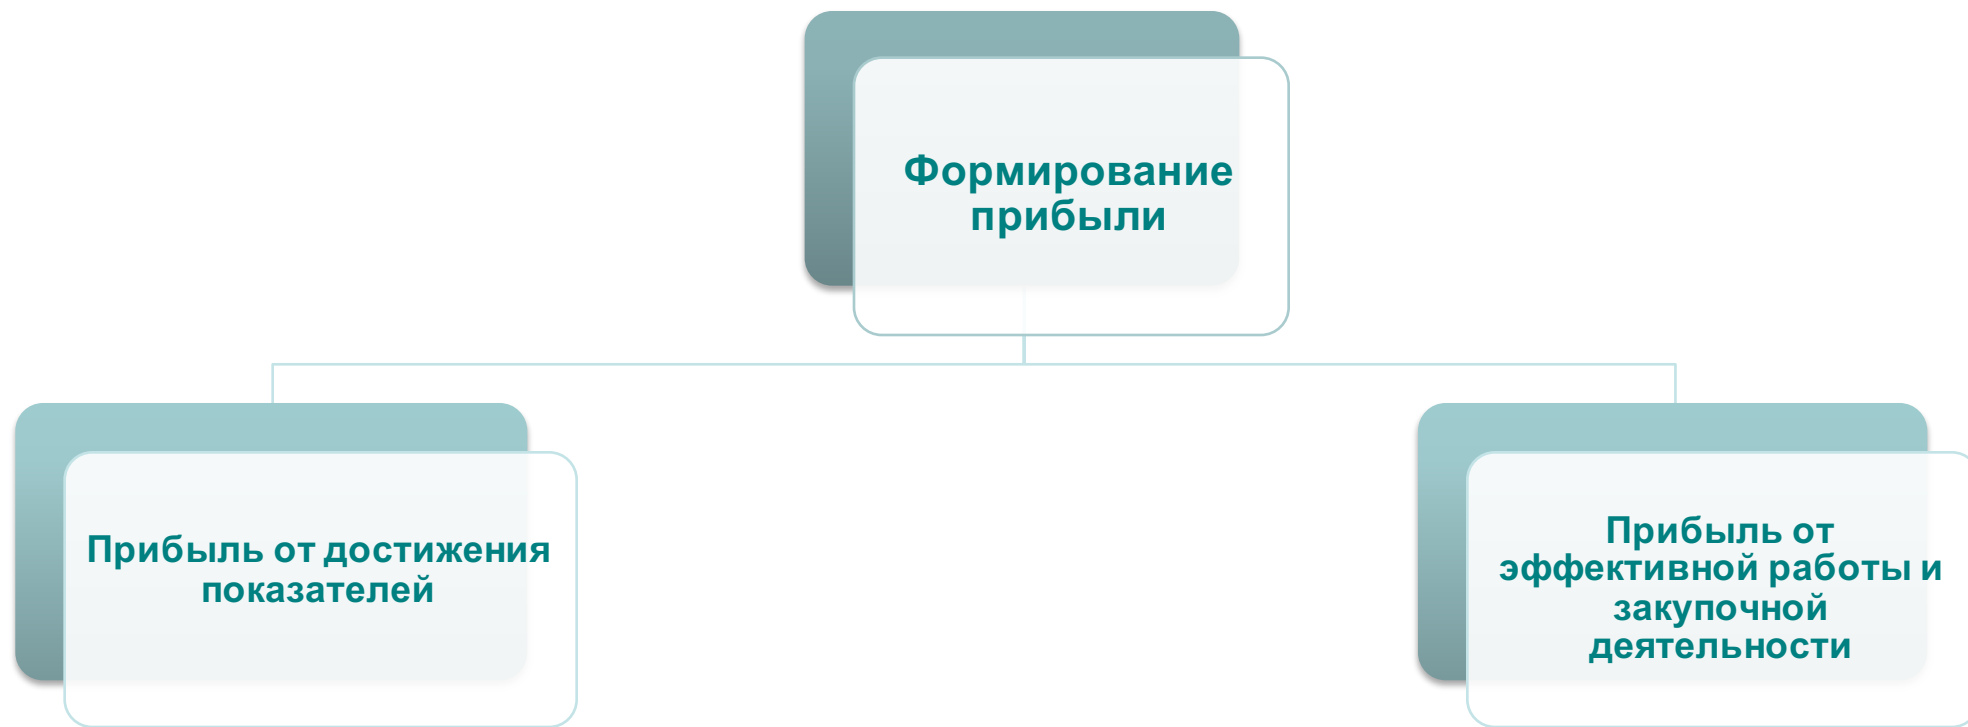 Формирование
прибыли
Прибыль от достижения
показателей
Прибыль от
эффективной работы и
закупочной
деятельности